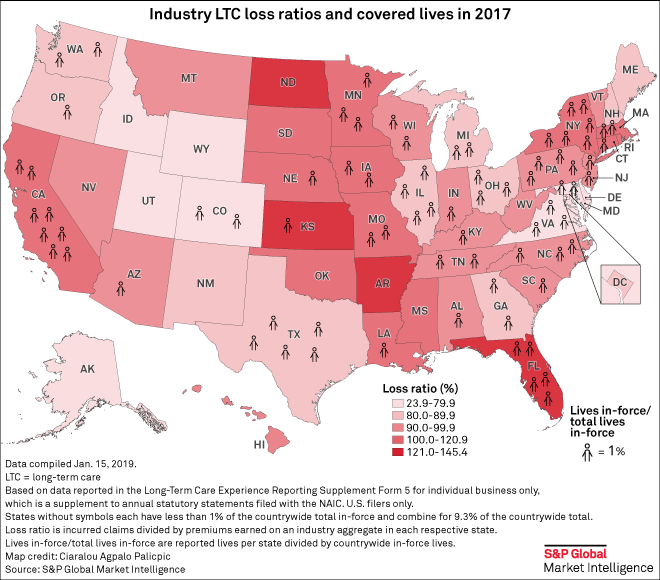 Industry LTC loss ratios and covered lives in 2017
WA
MT
ND
MN
ME
OR
ID
WY
SD
WI
MI
NY
VT
NH
MA
RI
CT
NJ
DE
MD
DC
NV
UT
CO
NE
IA
IL
IN
OH
PA
WV
VA
CA
AZ
NM
KS
MO
KY
TN
NC
SC
OK
AR
MS
AL
GA
TX
LA
FL
AK
HI
Loss ratio (%)
23.9-79.9
80.0-89.9
90.0-99.9
100.0-120.9
121.0-145.4
Lives in-force/
total lives
in-force
= 1%
Data compiled Jan. 15, 2019.
LTC = long-term care
Based on data reported in the Long-Term Care Experience Reporting Supplement Form 5 for individual business only,
which is a supplement to annual statutory statements filed with the NAIC. U.S. filers only.
States without symbols each have less than 1% of the countrywide total in-force and combine for 9.3% of the countrywide total.
Loss ratio is incurred claims divided by premiums earned on an industry aggregate in each respective state.
Lives in-force/total lives in-force are reported lives per state divided by countrywide in-force lives.
Map credit: Ciaralou Agpalo Palicpic
Source: S&P Global Market Intelligence
S&P Global
Market Intelligence